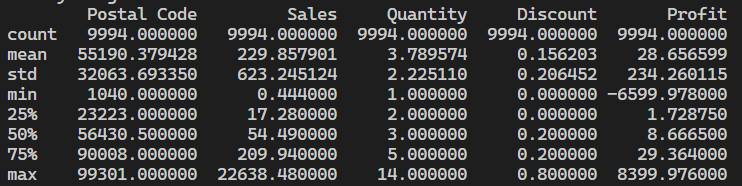 Postal Code Sales Quantity Discount Profit
count 9994.000000 9994.000000 9994.000000 9994.000000 9994.000000
mean 55190.379428 229.857901 3.789574 0.156203 28.656599
std 32063.693350 623.245124 2.225110 0.206452 234.260115
min 1040.000000 0.444000 1.000000 0.000000 -6599.978000
25% 23223.000000 17.280000 2.000000 0.000000 1.728750
50% 56430.500000 54.490000 3.000000 0.200000 8.666500
75% 90008.000000 209.940000 5.000000 0.200000 29.364000
max 99301.000000 22638.480000 14.000000 0.800000 8399.976000